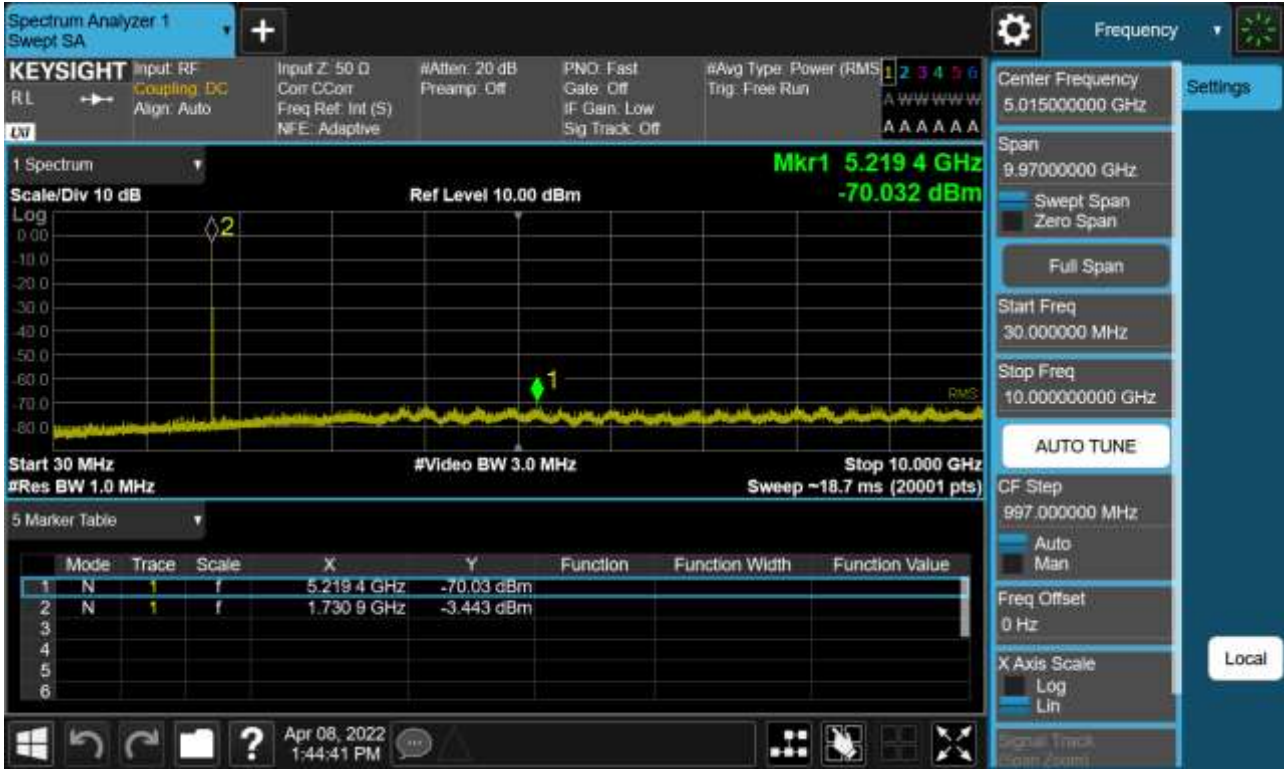 Spectrum Analyzer 1
Swept SA
+
Frequency
KEYSIGHT
RL
LXI
Input: RF
Coupling: DC
Align: Auto
Input Z: 50 Ω
Corr CCorr
Freq Ref: Int (S)
NFE: Adaptive
#Atten: 20 dB
Preamp: Off
PNO: Fast
Gate: Off
IF Gain: Low
Sig Track: Off
#Avg Type: Power (RMS
Trig: Free Run
1 2 3 4 5 6
A W W W W W
A A A A A A
1 Spectrum
Scale/Div 10 dB
Ref Level 10.00 dBm
Mkr1 5.219 4 GHz
-70.032 dBm
Log
0.00
-10.0
-20.0
-30.0
-40.0
-50.0
-60.0
-70.0
-80.0
2
1
RMS
Start 30 MHz
#Video BW 3.0 MHz
Stop 10.000 GHz
#Res BW 1.0 MHz
Sweep ~18.7 ms (20001 pts)
5 Marker Table
Mode Trace Scale X Y Function Function Width Function Value
1 N 1 f 5.219 4 GHz -70.03 dBm
2 N 1 f 1.730 9 GHz -3.443 dBm
3
4
5
6
Center Frequency
5.015000000 GHz
Settings
Span
9.97000000 GHz
Swept Span
Zero Span
Full Span
Start Freq
30.000000 MHz
Stop Freq
10.000000000 GHz
AUTO TUNE
CF Step
997.000000 MHz
Auto
Man
Freq Offset
0 Hz
X Axis Scale
Log
Lin
Signal Track
(Span Zoom)
Local
?
Apr 08, 2022
1:44:41 PM